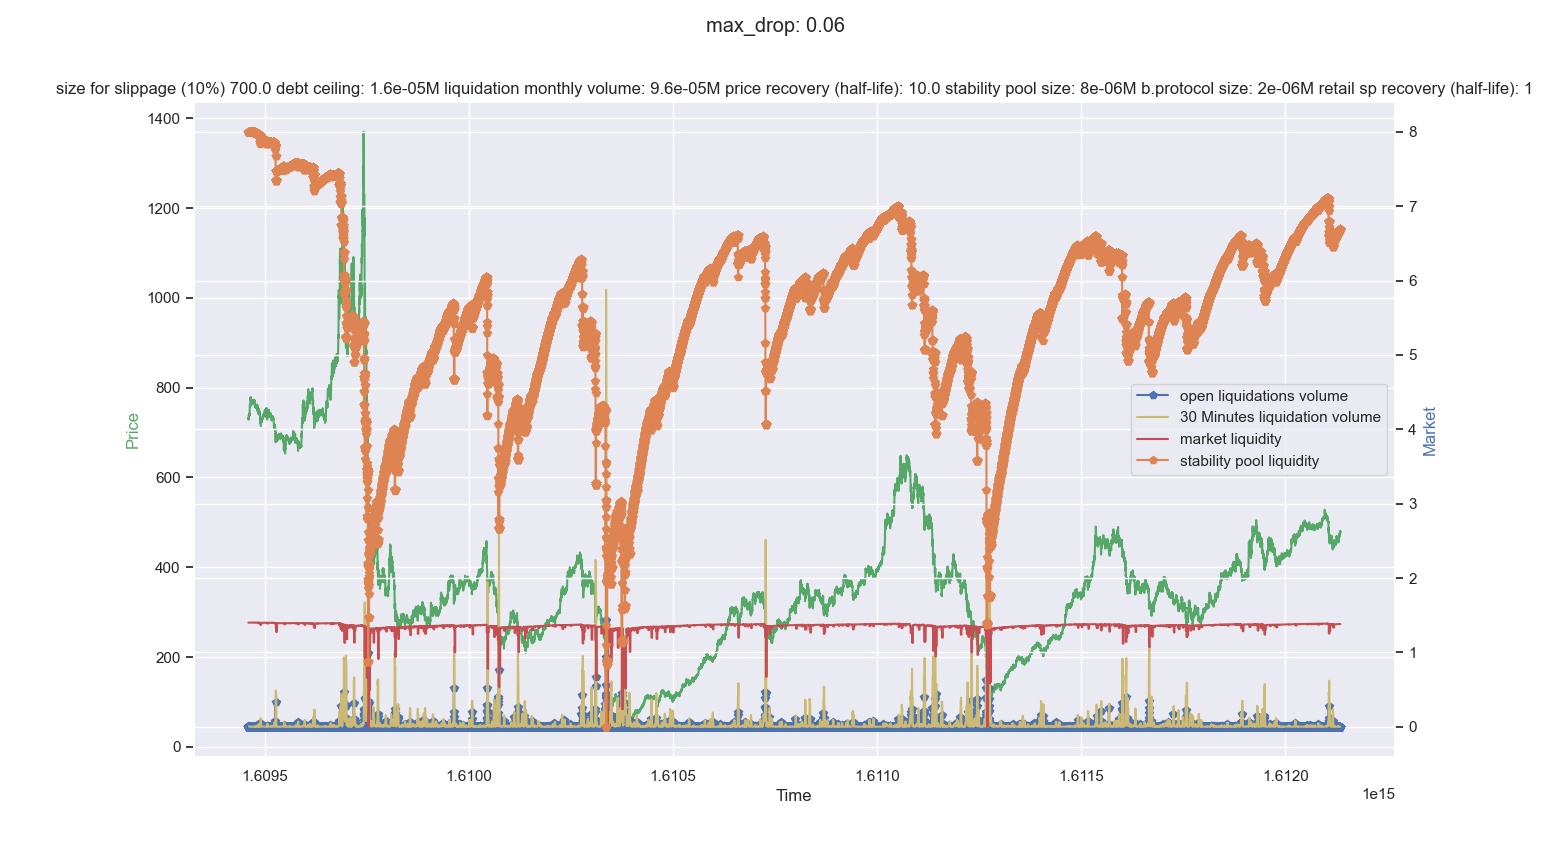 max_drop: 0.06
size for slippage (10%) 700.0 debt ceiling: 1.6e-05M liquidation monthly volume: 9.6e-05M price recovery (half-life): 10.0 stability pool size: 8e-06M b.protocol size: 2e-06M retail sp recovery (half-life): 1
1400
1200
1000
800
600
400
200
0
Price
8
7
6
5
4
3
2
1
0
Market
open liquidations volume
30 Minutes liquidation volume
market liquidity
stability pool liquidity
1.6095 1.6100 1.6105 1.6110 1.6115 1.6120
Time
1e15